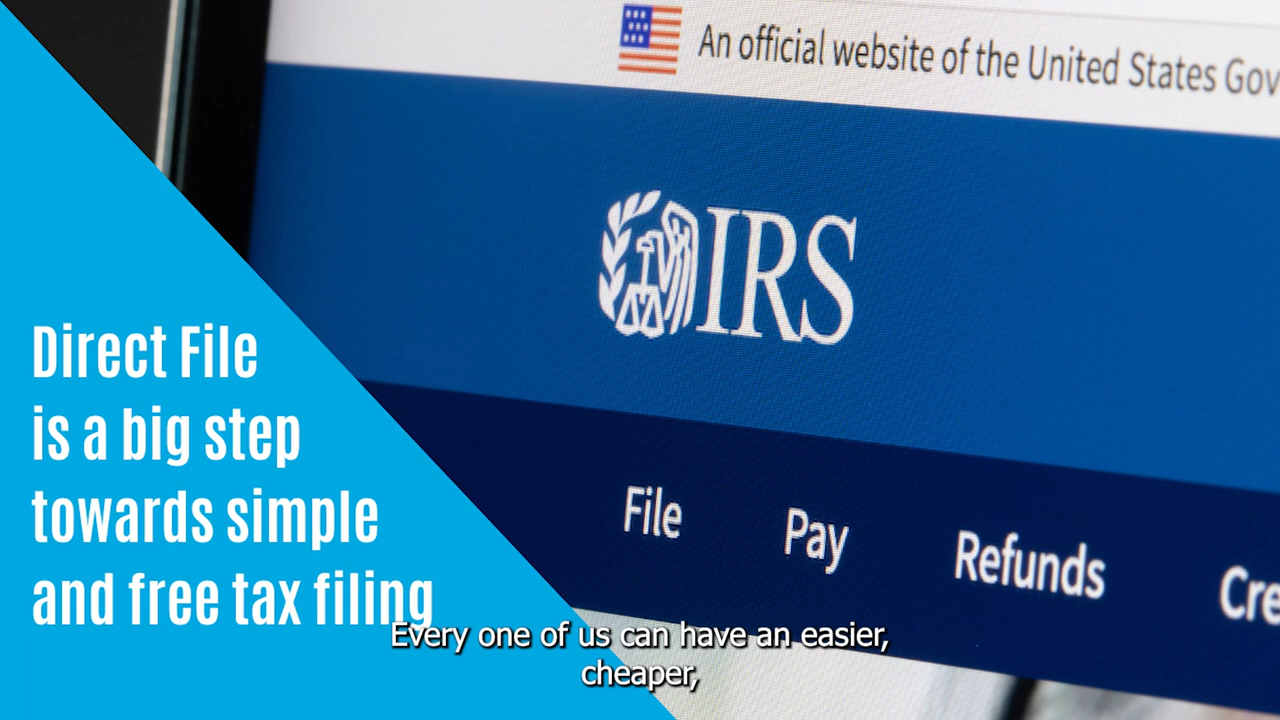 An official website of the United States Gov
IRS
File Pay Refunds Cre
Direct File
is a big step
towards simple
and free tax filing
Every one of us can have an easier,
cheaper,